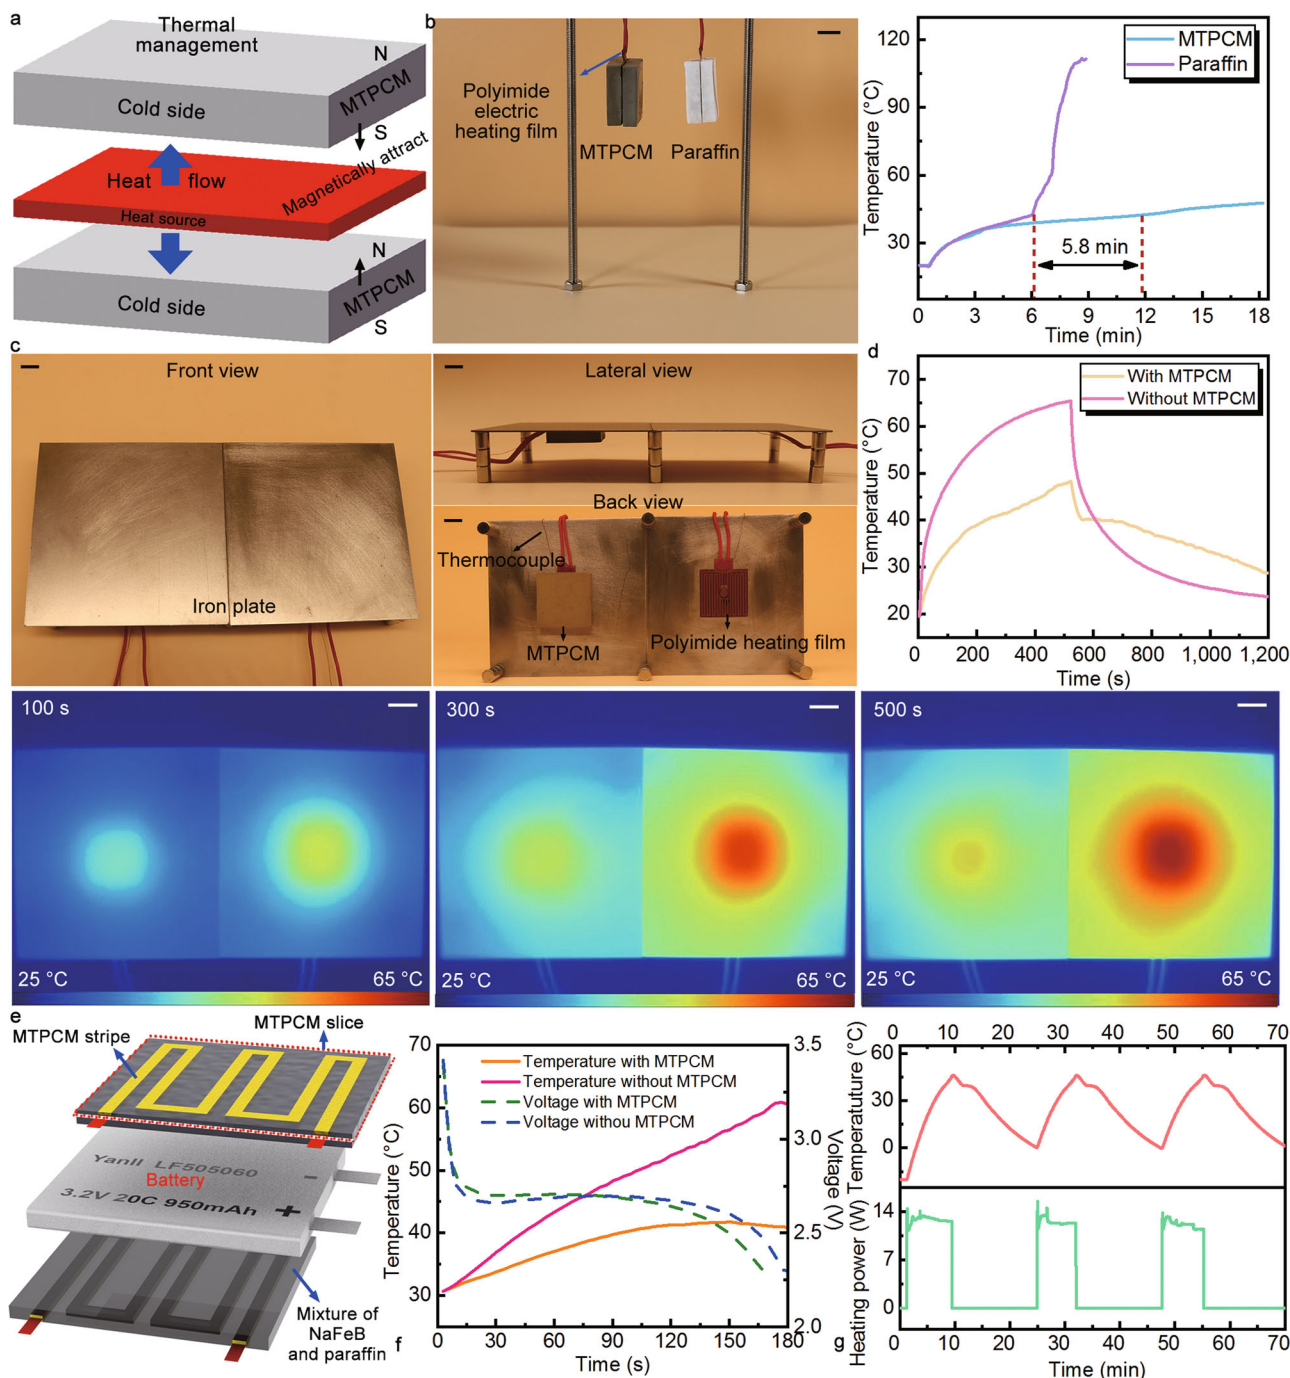 a
Thermal
management
N
Cold side
MTPCM
S
Magnetically attract
Heat flow
Heat source
N
MTPCM
Cold side
S
b
Polyimide
electric
heating film
MTPCM
Paraffin
Temperature (°C)
120
90
60
30
MTPCM
Paraffin
5.8 min
0 3 6 9 12 15 18
Time (min)
c
Front view
Iron plate
Lateral view
Back view
Thermocouple
MTPCM
Polyimide heating film
d
Temperature (°C)
70
60
50
40
30
20
With MTPCM
Without MTPCM
0 200 400 600 800 1,000 1,200
Time (s)
100 s
25 °C
65 °C
300 s
25 °C
65 °C
500 s
25 °C
65 °C
e
MTPCM stripe
MTPCM slice
Yanll LF505060
Battery
3.2V 20C 950mAh
-
+
Mixture of
NaFeB
and paraffin
f
Temperature (°C)
70
60
50
40
30
Temperature with MTPCM
Temperature without MTPCM
Voltage with MTPCM
Voltage withou MTPCM
3.5
3.0
2.5
2.0
Voltage (V)
0 30 60 90 120 150 180
Time (s)
g
0 10 20 30 40 50 60 70
Temperatuture (°C)
60
30
0
Heating power (W)
14
7
0
0 10 20 30 40 50 60 70
Time (min)